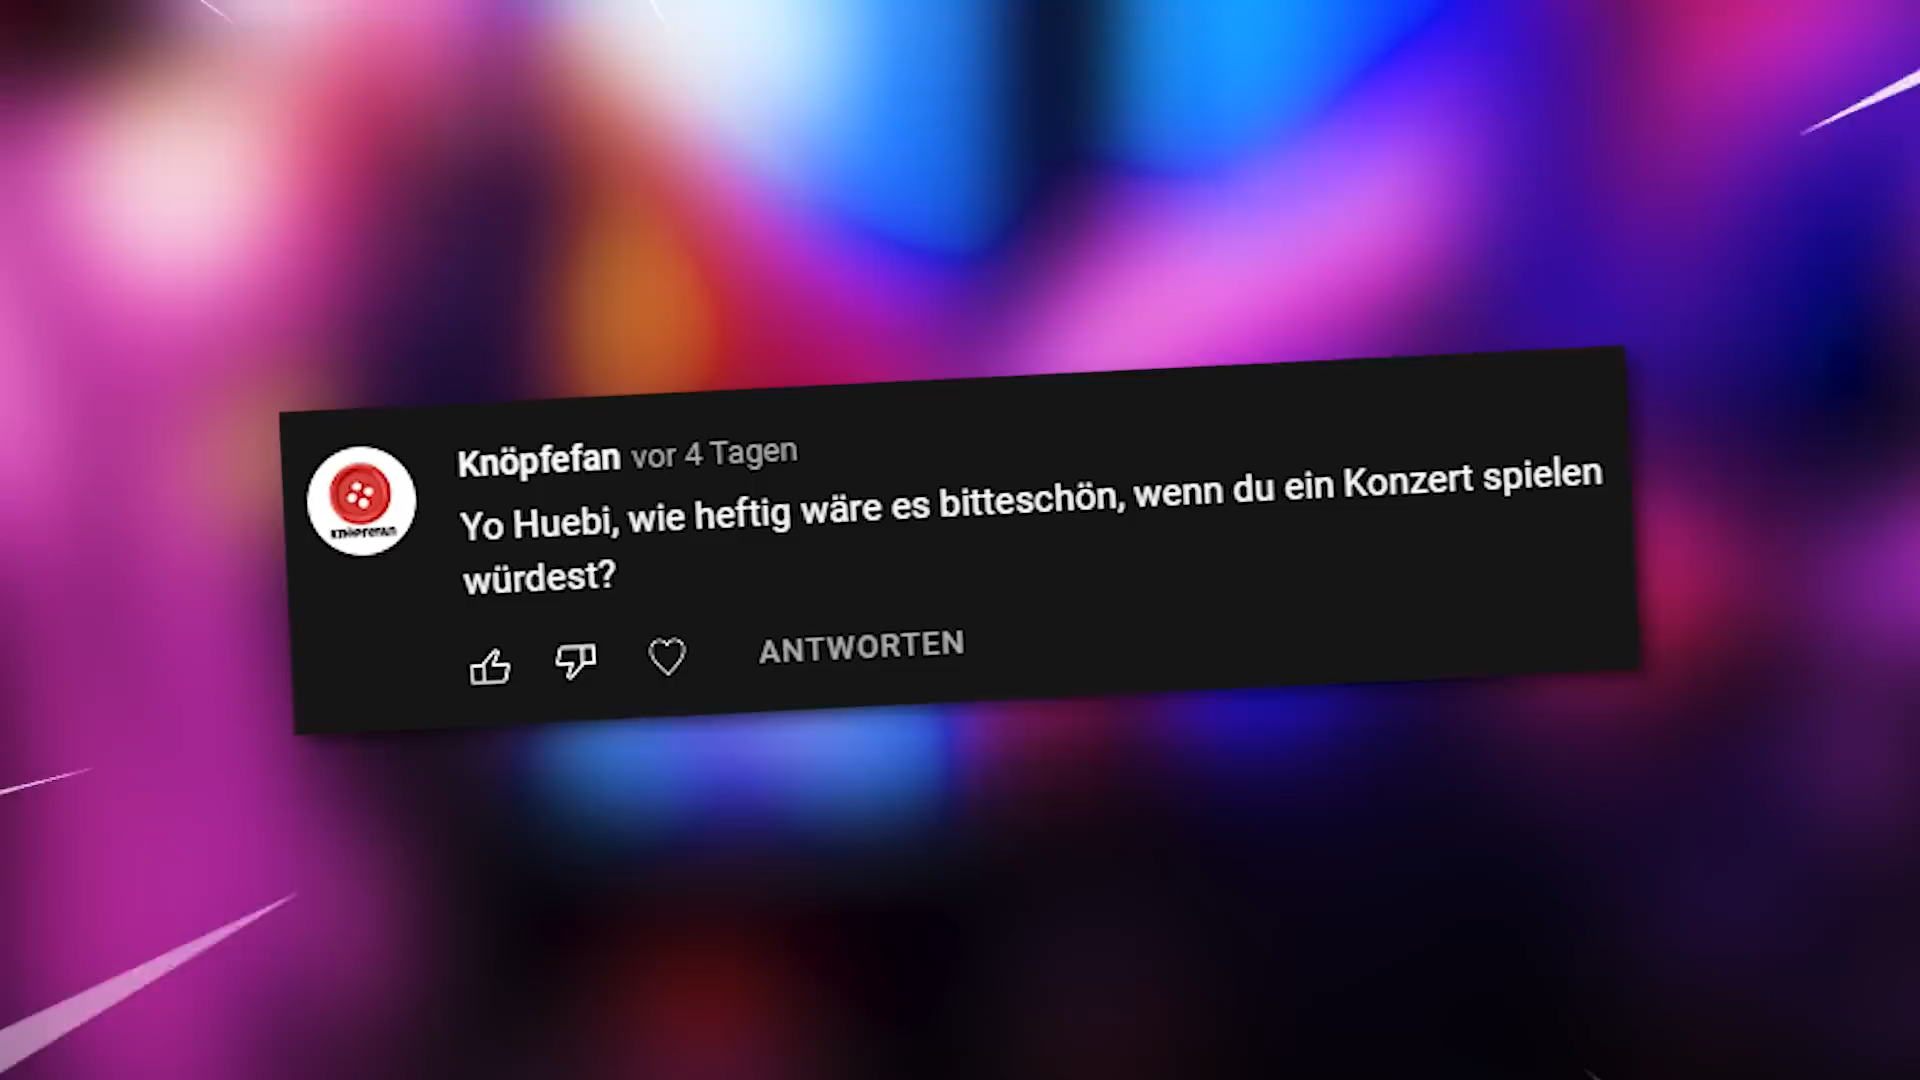 Knöpfefan vor 4 Tagen
Yo Huebi, wie heftig wäre es bitteschön, wenn du ein Konzert spielen
würdest?
ANTWORTEN